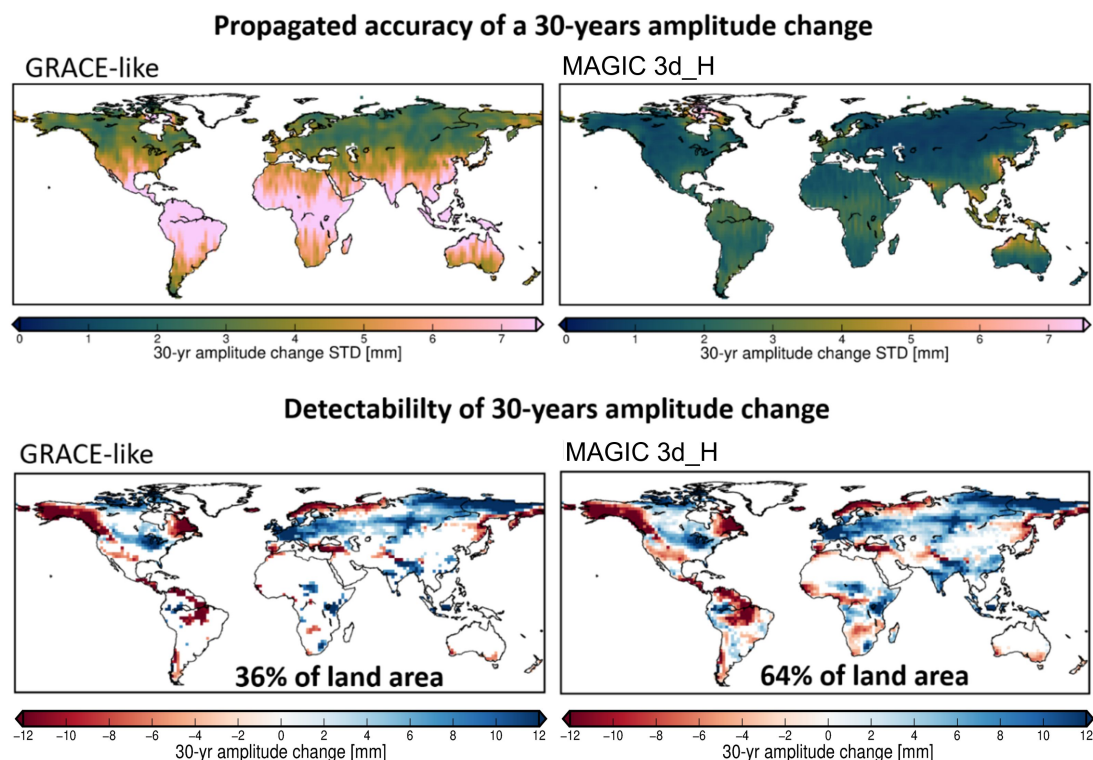 Propagated accuracy of a 30-years amplitude change
GRACE-like
MAGIC 3d_H
0 1 2 3 4 5 6 7
30-yr amplitude change STD [mm]
0 1 2 3 4 5 6 7
30-yr amplitude change STD [mm]
Detectabililty of 30-years amplitude change
GRACE-like
MAGIC 3d_H
36% of land area
64% of land area
−12 −10 −8 −6 −4 −2 0 2 4 6 8 10 12
30-yr amplitude change [mm]
−12 −10 −8 −6 −4 −2 0 2 4 6 8 10 12
30-yr amplitude change [mm]